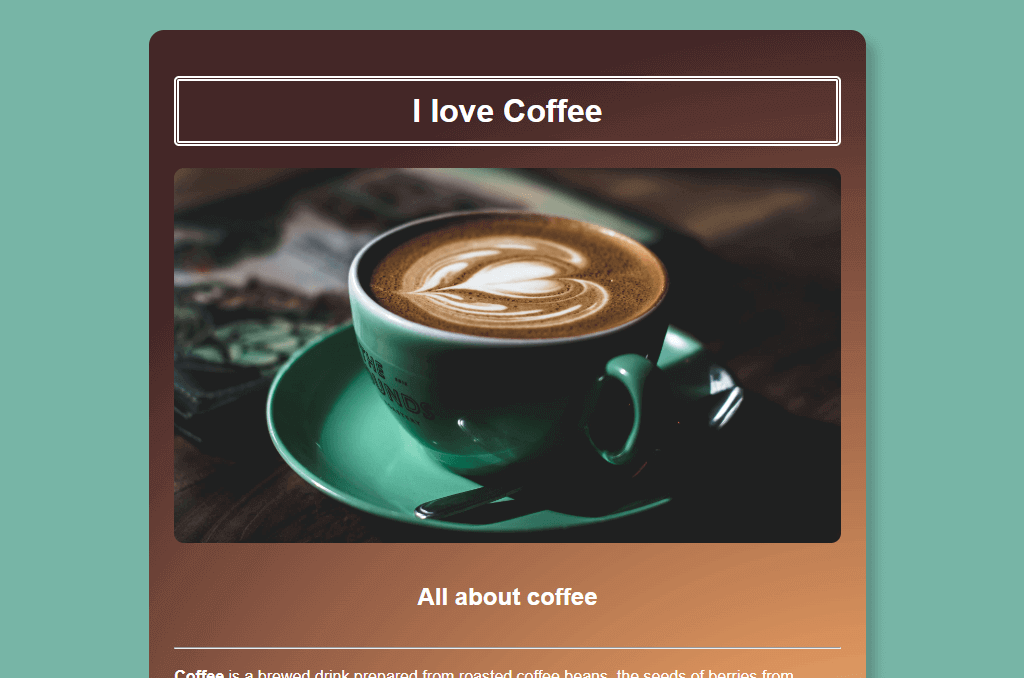 I love Coffee
All about coffee
Coffee is a brewed drink prepared from roasted coffee beans, the seeds of berries from